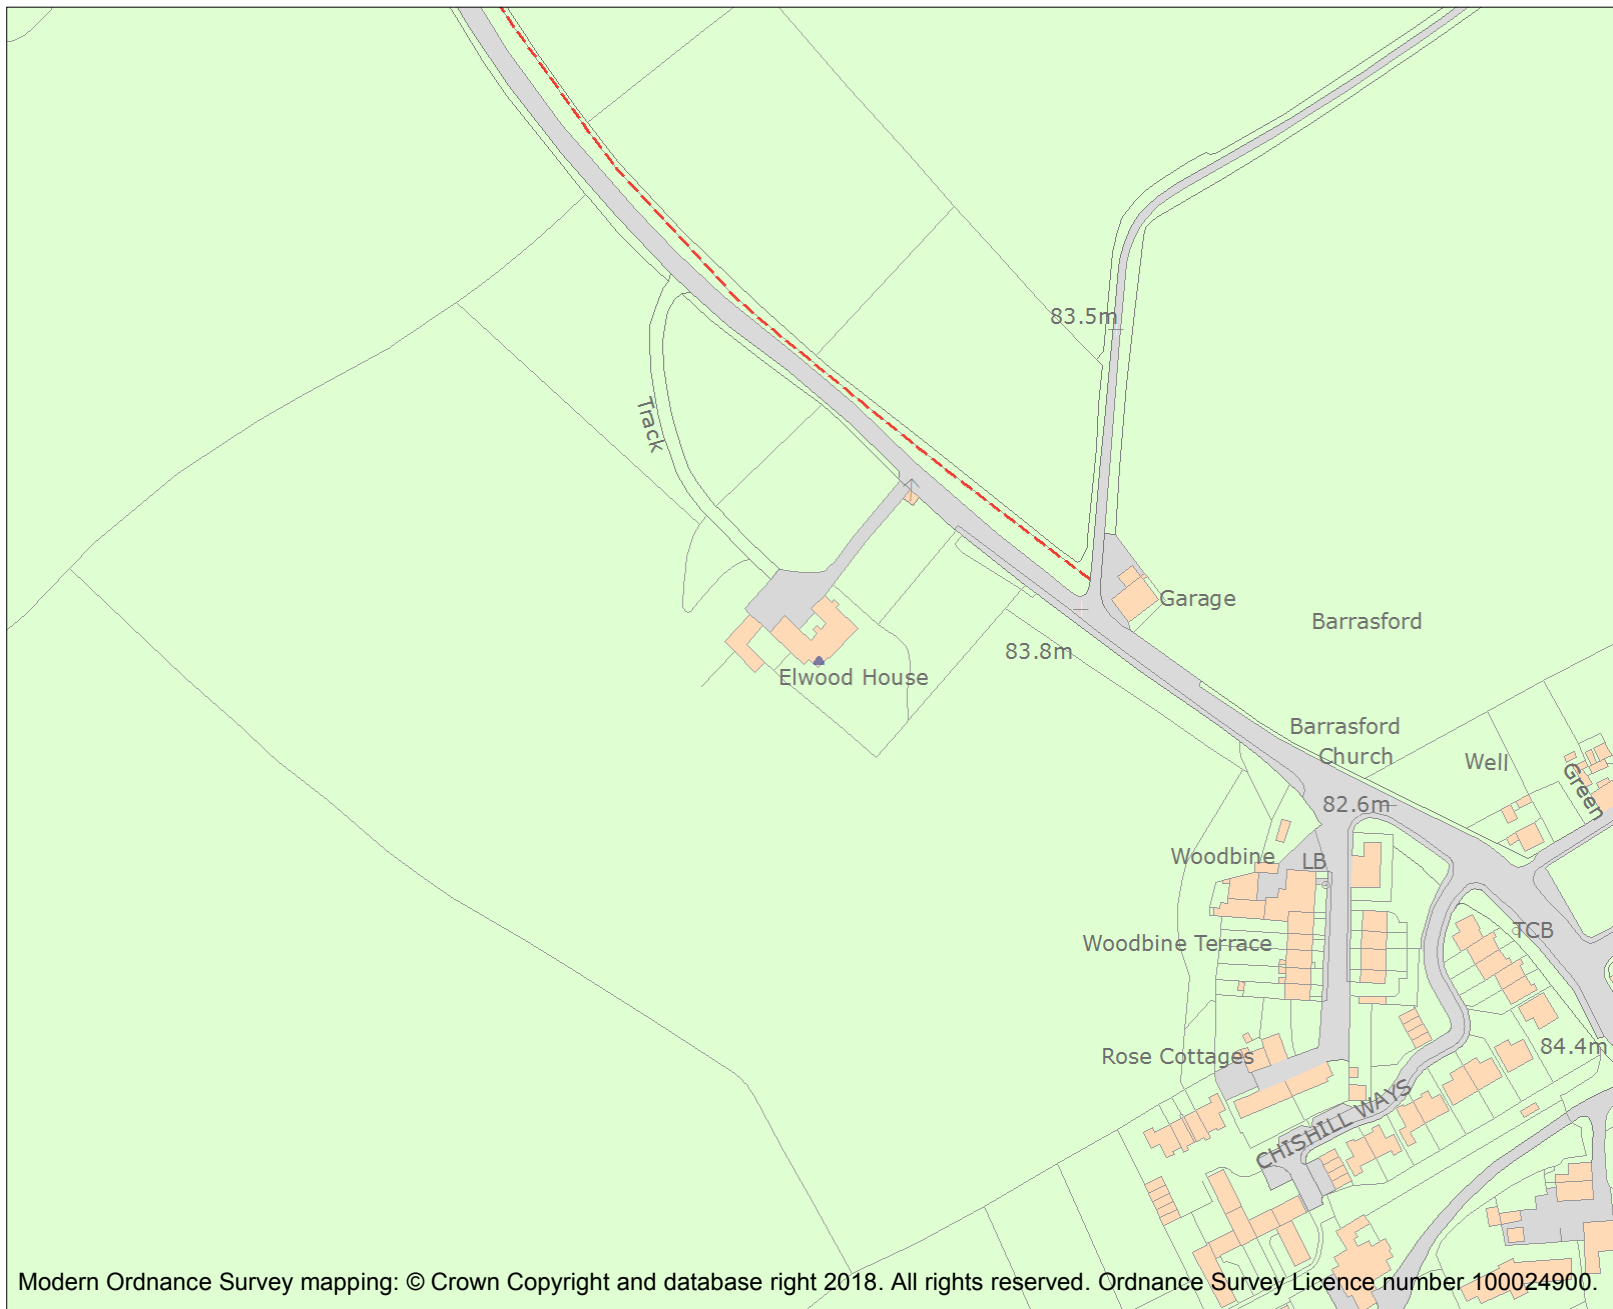 83.5m
Track
Garage
Barrasford
83.8m
Elwood House
Barrasford
Church
Well
Green
82.6m
Woodbine
LB
TCB
Woodbine Terrace
Rose Cottages
84.4m
CHISHILL WAYS
Modern Ordnance Survey mapping: © Crown Copyright and database right 2018. All rights reserved. Ordnance Survey Licence number 100024900.